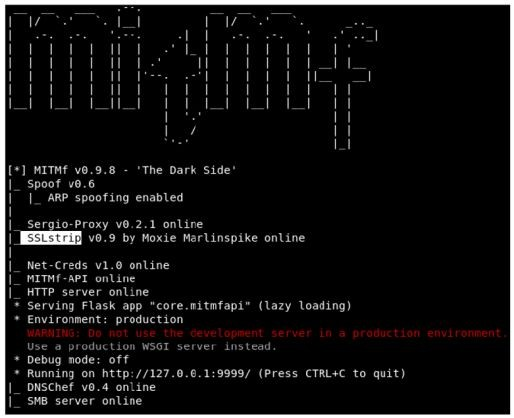 [*] MITMf v0.9.8 - 'The Dark Side'
|_ Spoof v0.6
|  |_ ARP spoofing enabled
|
|_ Sergio-Proxy v0.2.1 online
|_ SSLstrip v0.9 by Moxie Marlinspike online
|
|_ Net-Creds v1.0 online
|_ MITMf-API online
|_ HTTP server online
 * Serving Flask app "core.mitmfapi" (lazy loading)
 * Environment: production
   WARNING: Do not use the development server in a production environment.
   Use a production WSGI server instead.
 * Debug mode: off
 * Running on http://127.0.0.1:9999/ (Press CTRL+C to quit)
|_ DNSChef v0.4 online
|_ SMB server online